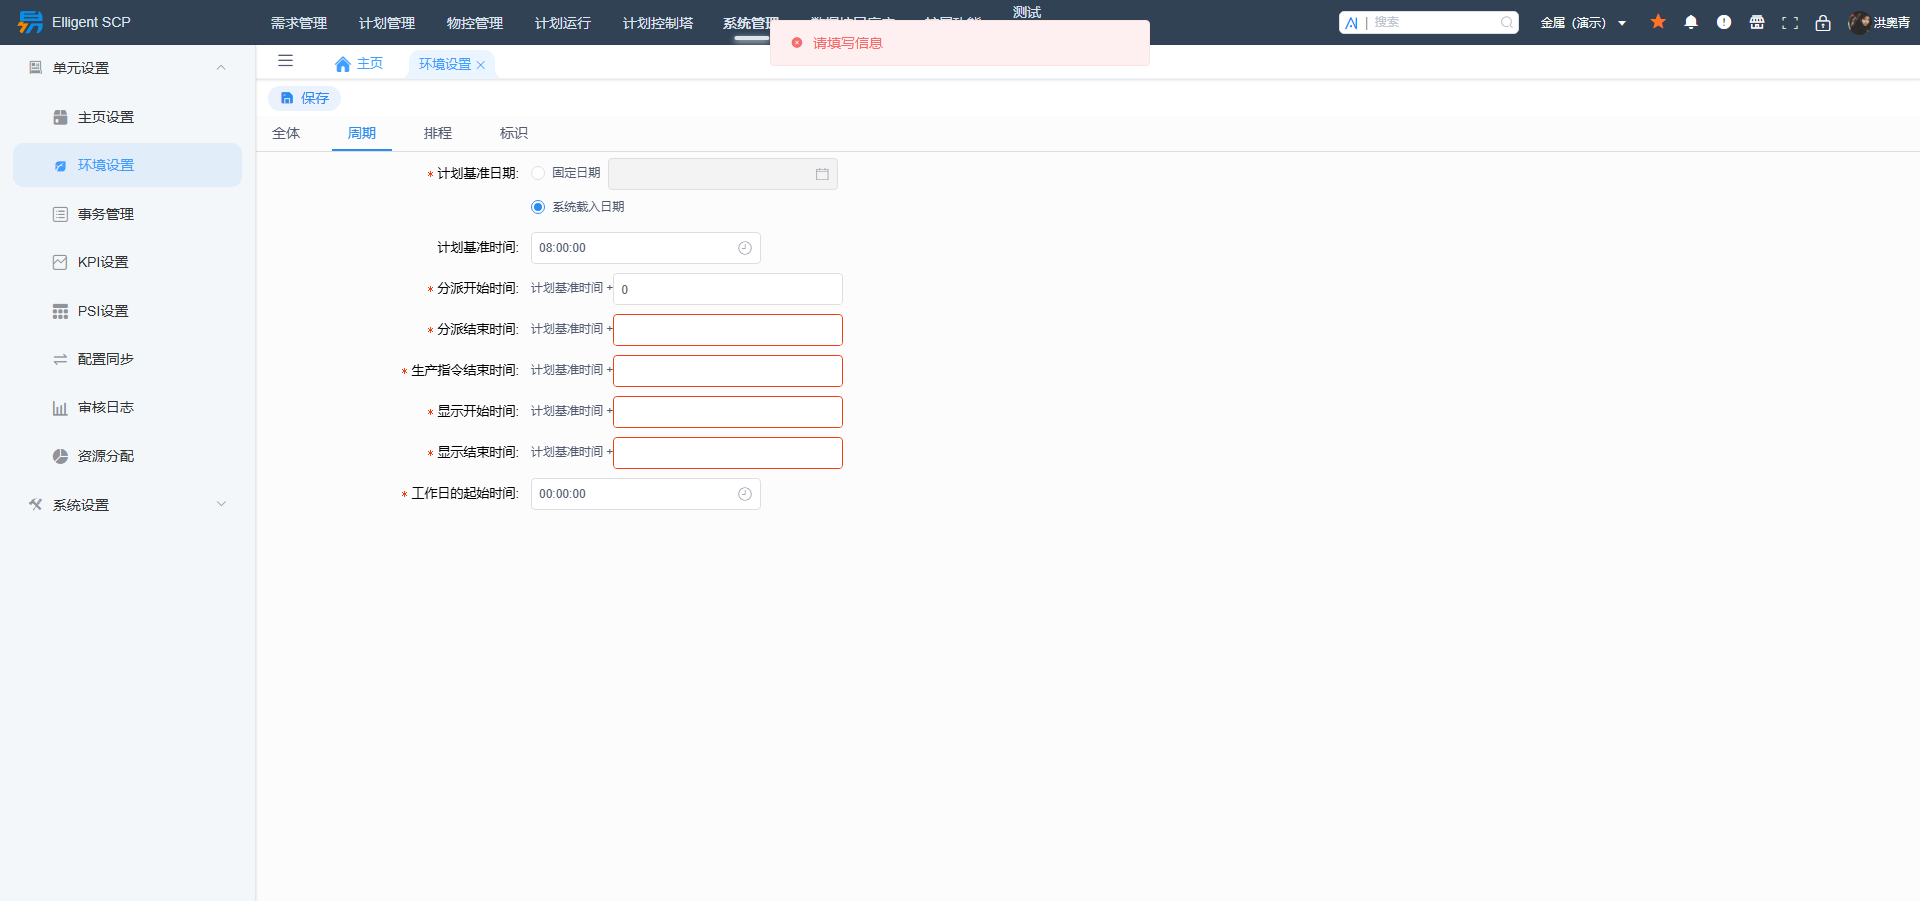 Elligent SCP
需求管理 计划管理 物控管理 计划运行 计划控制塔 系统管理 测试
搜索
金属（演示）
洪奥青
请填写信息
单元设置
主页设置
环境设置
事务管理
KPI设置
PSI设置
配置同步
审核日志
资源分配
系统设置
主页 环境设置
保存
全体 周期 排程 标识
* 计划基准日期: 固定日期
系统载入日期
计划基准时间: 08:00:00
* 分派开始时间: 计划基准时间 + 0
* 分派结束时间: 计划基准时间 +
* 生产指令结束时间: 计划基准时间 +
* 显示开始时间: 计划基准时间 +
* 显示结束时间: 计划基准时间 +
* 工作日的起始时间: 00:00:00